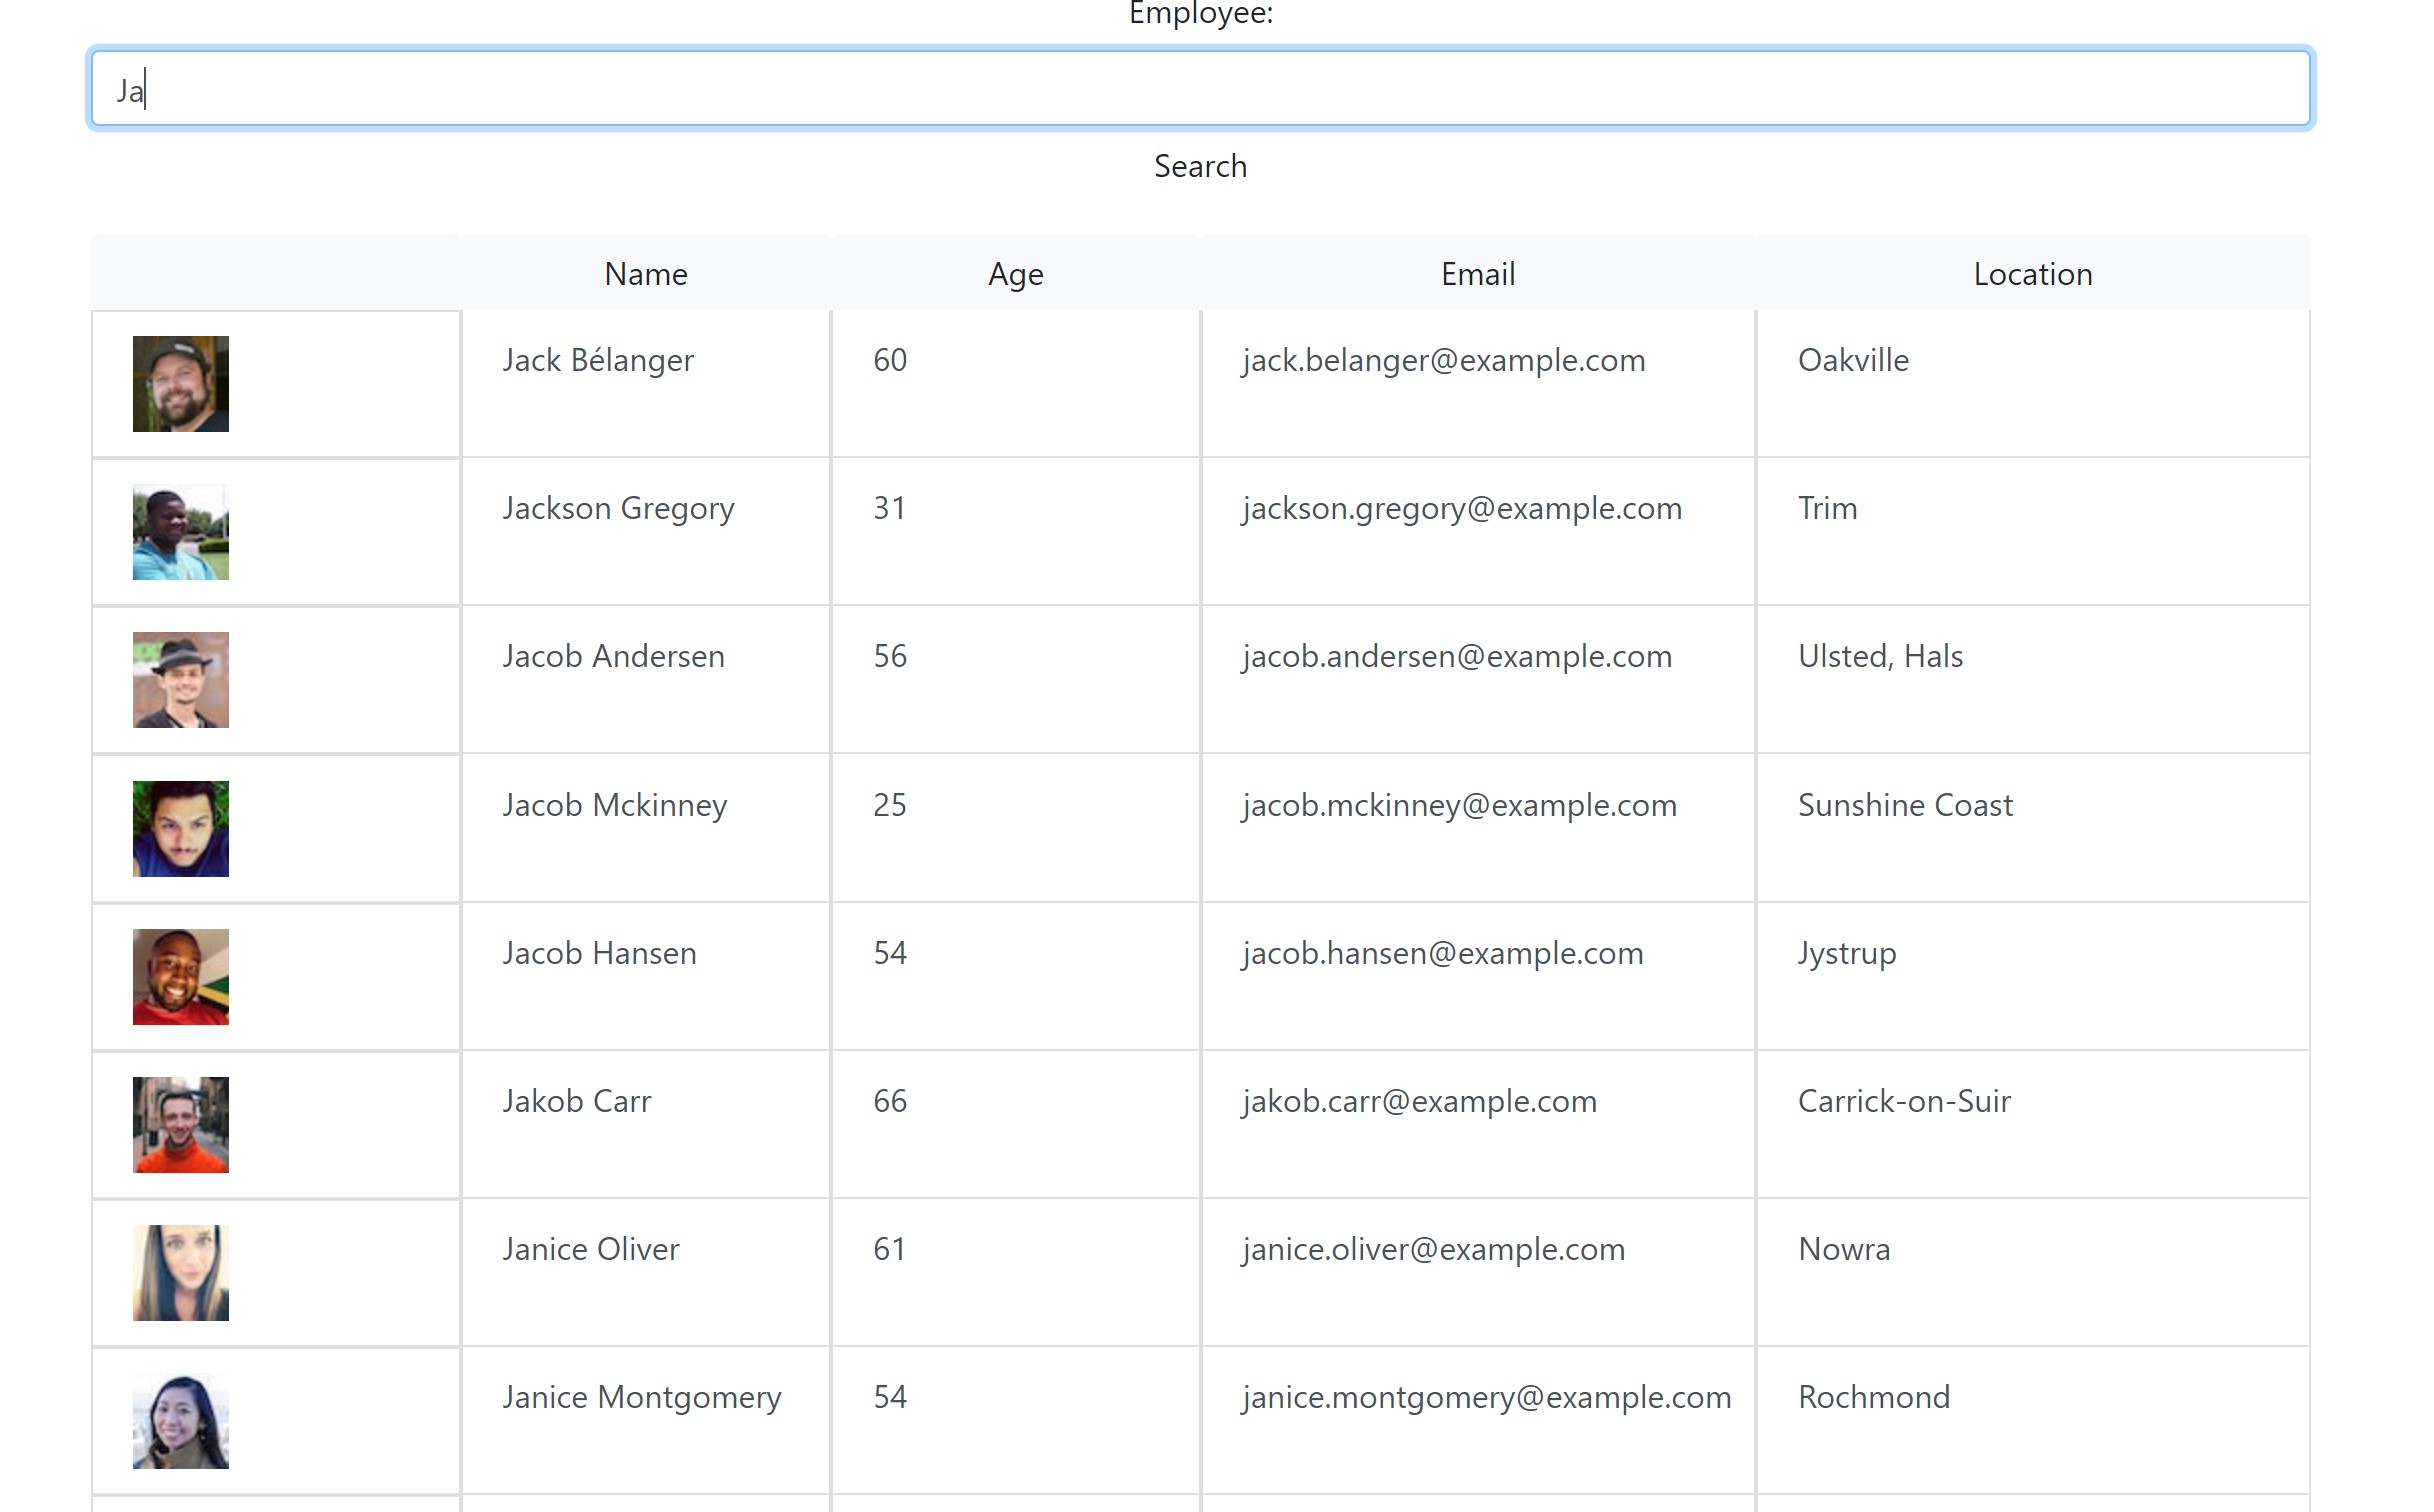 Employee:
Ja
Search
Name Age Email Location
Jack Bélanger 60 jack.belanger@example.com Oakville
Jackson Gregory 31 jackson.gregory@example.com Trim
Jacob Andersen 56 jacob.andersen@example.com Ulsted, Hals
Jacob Mckinney 25 jacob.mckinney@example.com Sunshine Coast
Jacob Hansen 54 jacob.hansen@example.com Jystrup
Jakob Carr 66 jakob.carr@example.com Carrick-on-Suir
Janice Oliver 61 janice.oliver@example.com Nowra
Janice Montgomery 54 janice.montgomery@example.com Rochmond